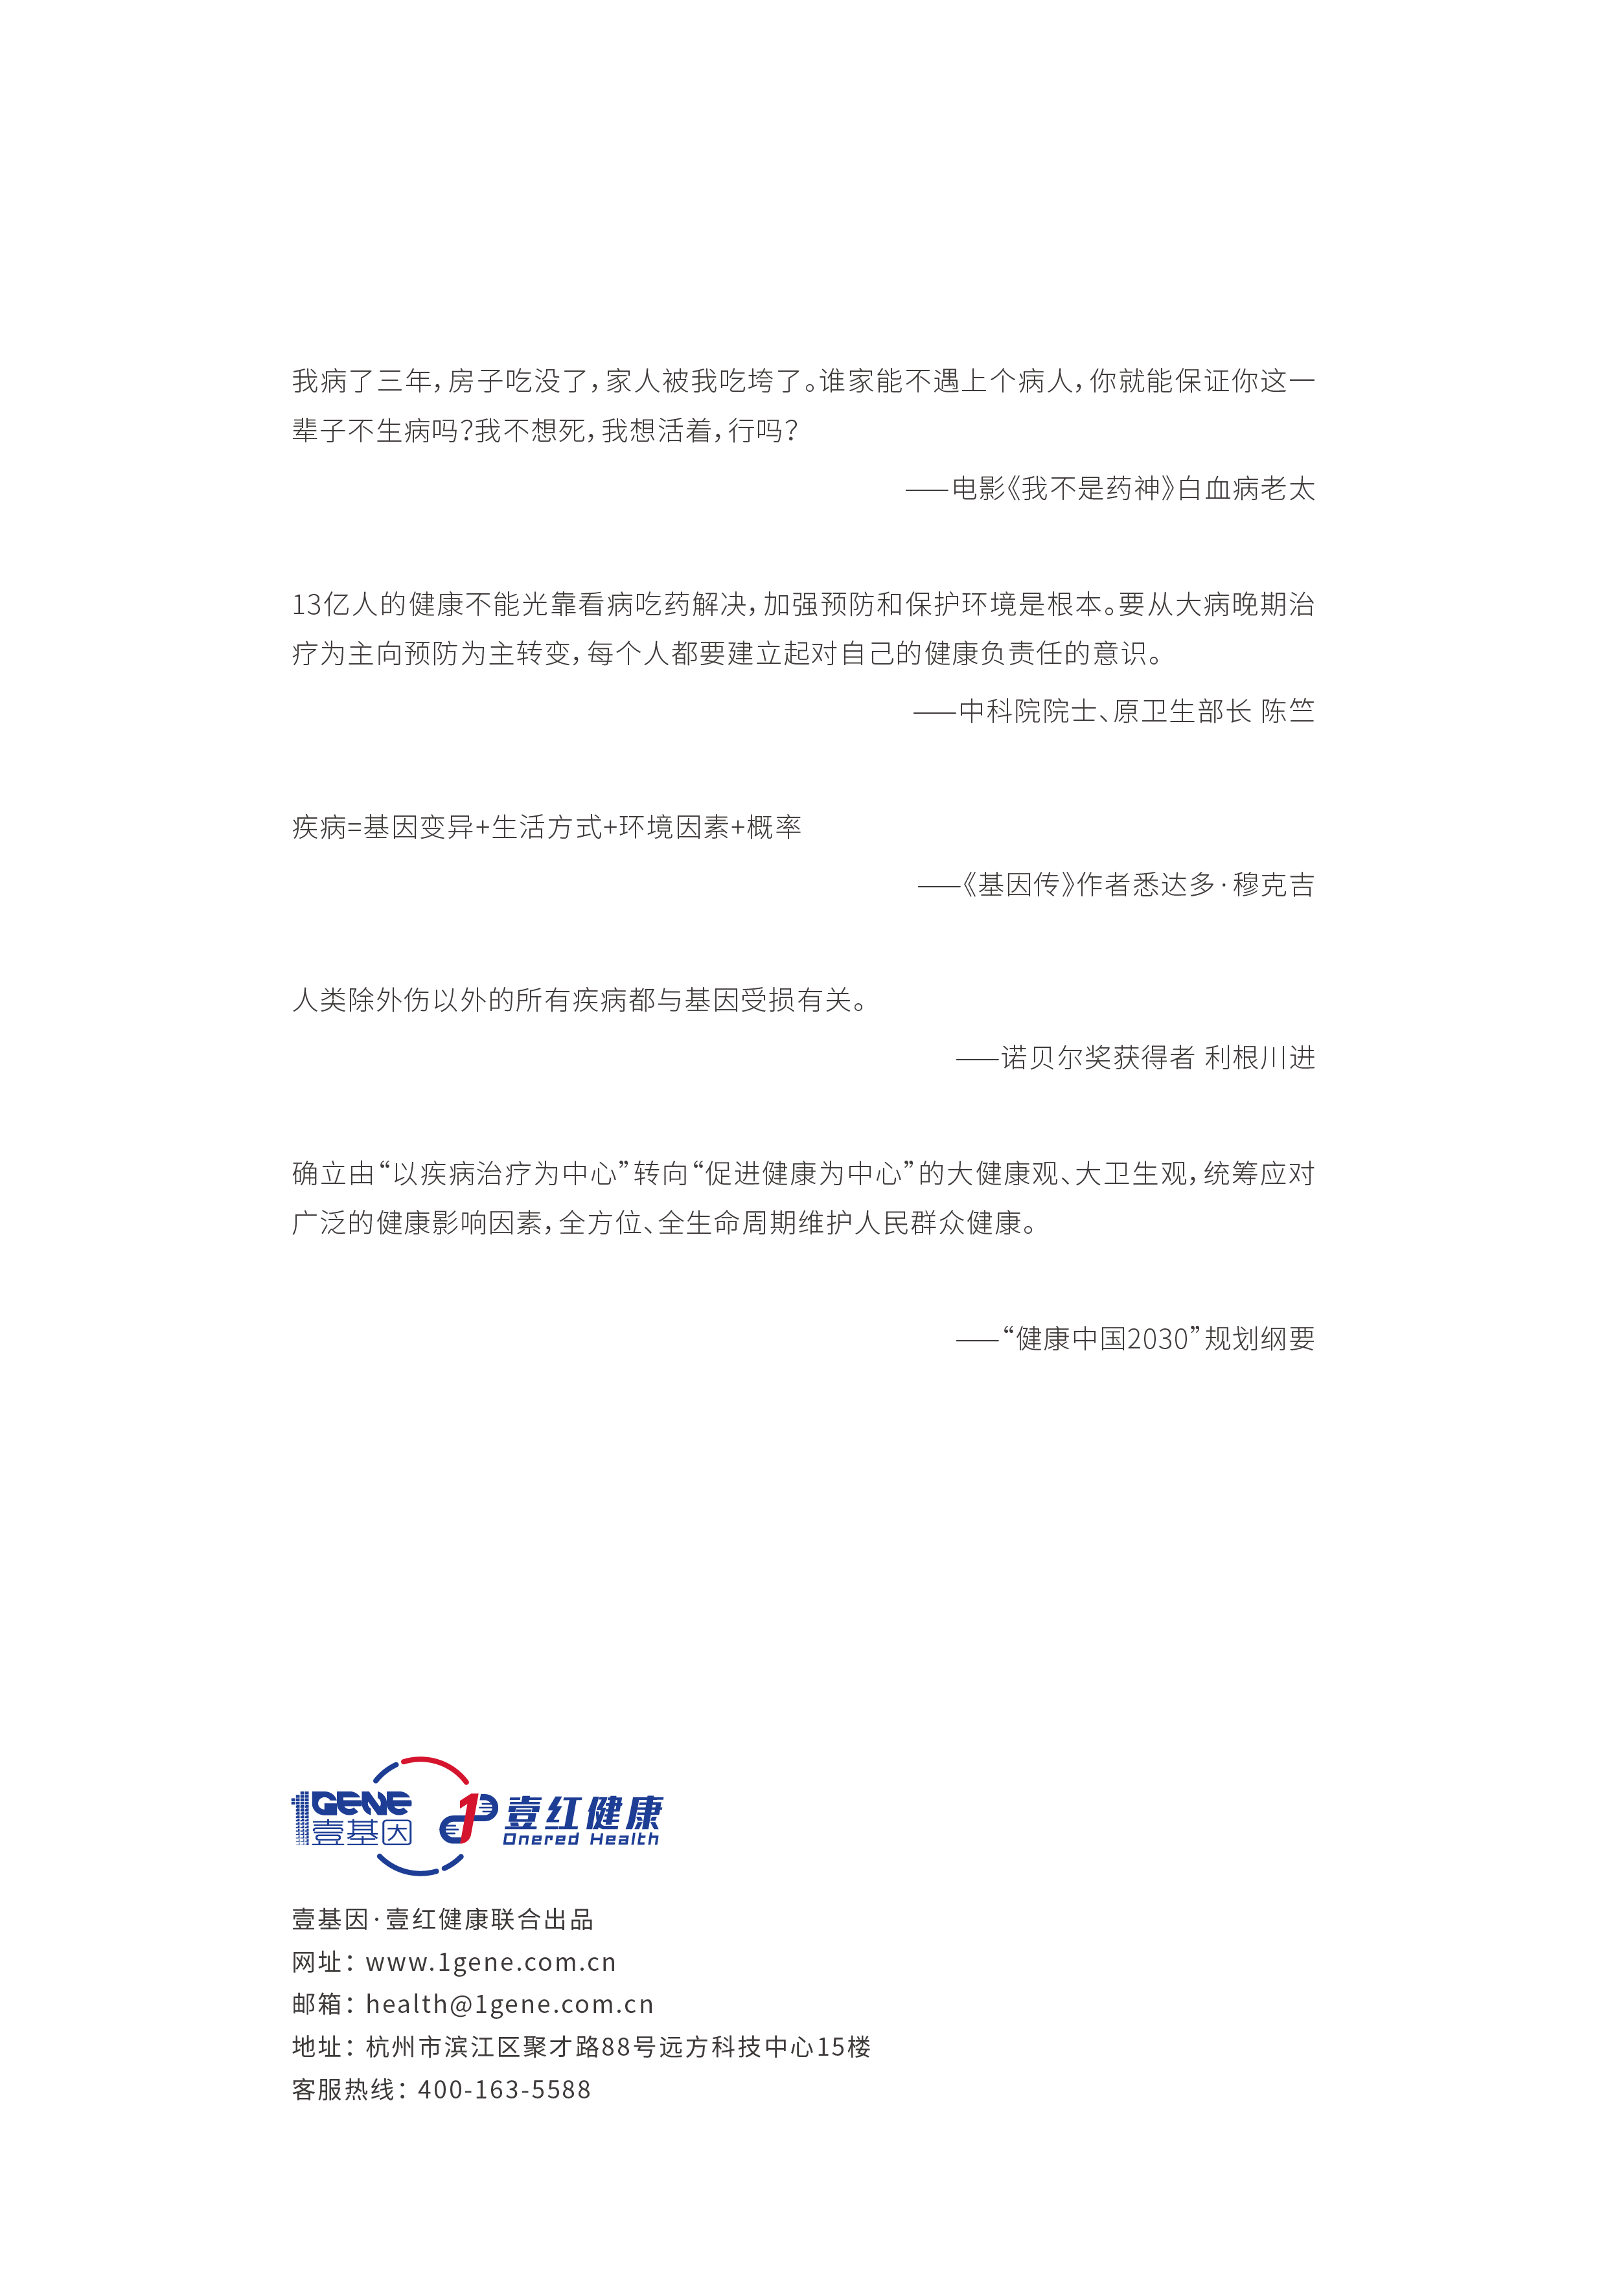 我病了三年，房子吃没了，家人被我吃垮了。谁家能不遇上个病人，你就能保证你这一
辈子不生病吗？我不想死，我想活着，行吗？
——电影《我不是药神》白血病老太
13亿人的健康不能光靠看病吃药解决，加强预防和保护环境是根本。要从大病晚期治
疗为主向预防为主转变，每个人都要建立起对自己的健康负责任的意识。
——中科院院士、原卫生部长 陈竺
疾病=基因变异+生活方式+环境因素+概率
——《基因传》作者悉达多·穆克吉
人类除外伤以外的所有疾病都与基因受损有关。
——诺贝尔奖获得者 利根川进
确立由“以疾病治疗为中心”转向“促进健康为中心”的大健康观、大卫生观，统筹应对
广泛的健康影响因素，全方位、全生命周期维护人民群众健康。
——“健康中国2030”规划纲要
1GENE
壹基因
壹红健康
Onered Health
壹基因·壹红健康联合出品
网址：www.1gene.com.cn
邮箱：health@1gene.com.cn
地址：杭州市滨江区聚才路88号远方科技中心15楼
客服热线：400-163-5588